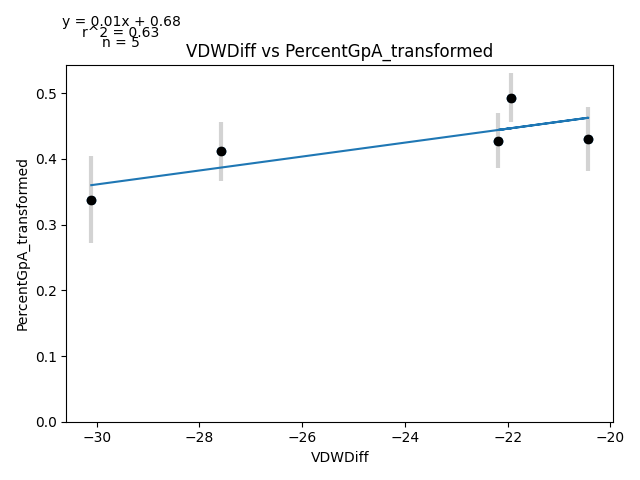 y = 0.01x + 0.68
r^2 = 0.63
n = 5
VDWDiff vs PercentGpA_transformed
PercentGpA_transformed
0.5
0.4
0.3
0.2
0.1
0.0
−30
−28
−26
−24
−22
−20
VDWDiff